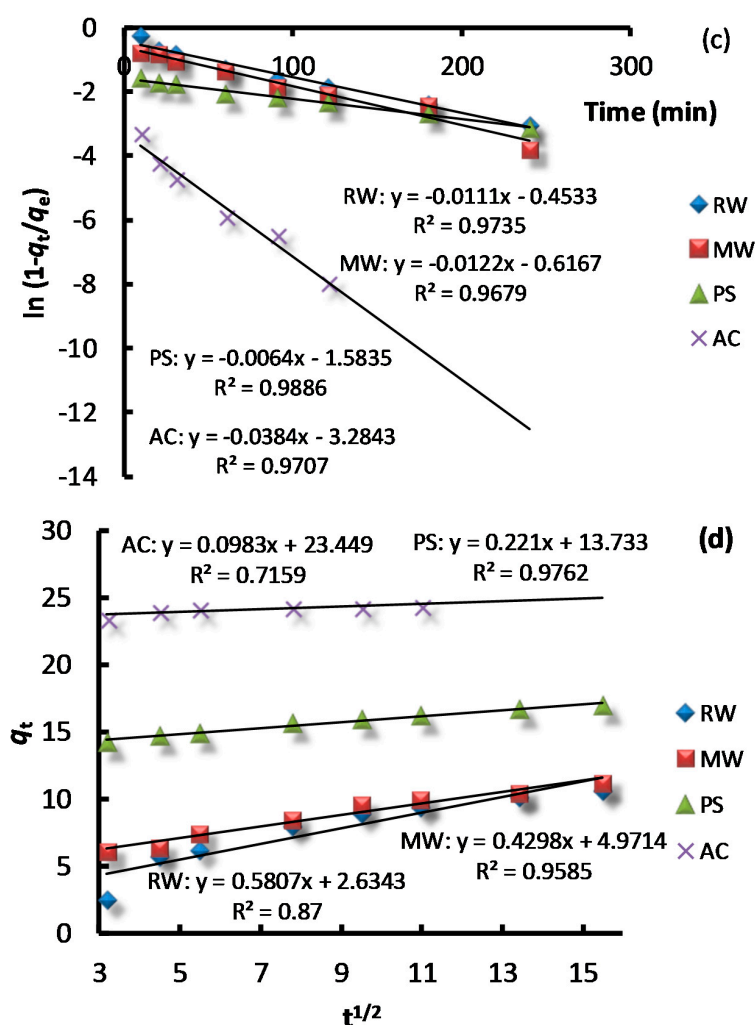 0
(c)
0
100
200
300
Time (min)
-2
-4
-6
-8
-10
-12
-14
ln (1-qt/qe)
RW: y = -0.0111x - 0.4533
R² = 0.9735
MW: y = -0.0122x - 0.6167
R² = 0.9679
PS: y = -0.0064x - 1.5835
R² = 0.9886
AC: y = -0.0384x - 3.2843
R² = 0.9707
RW
MW
PS
AC
30
(d)
AC: y = 0.0983x + 23.449
R² = 0.7159
PS: y = 0.221x + 13.733
R² = 0.9762
25
20
15
10
5
0
qt
MW: y = 0.4298x + 4.9714
R² = 0.9585
RW: y = 0.5807x + 2.6343
R² = 0.87
RW
MW
PS
AC
3
5
7
9
11
13
15
t1/2